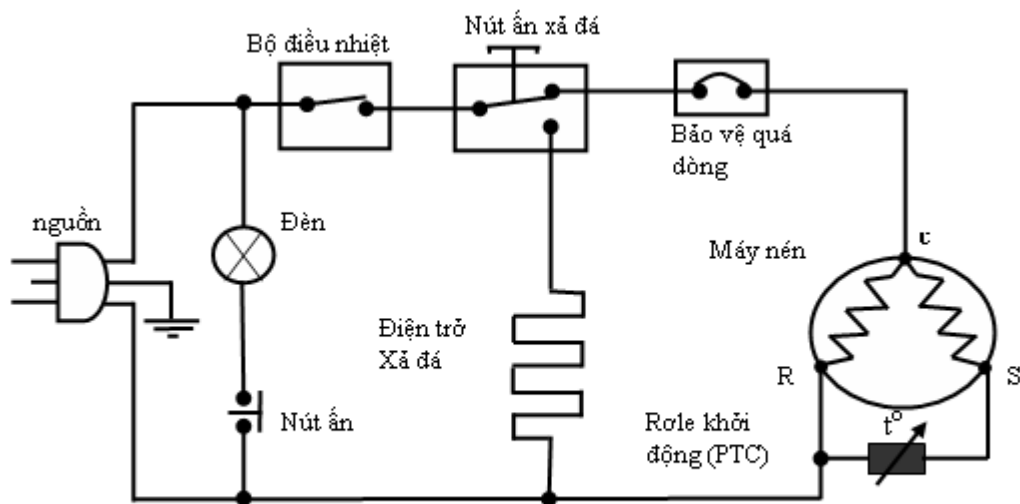 Nút ấn xả đá
Bộ điều nhiệt
Bảo vệ quá
dòng
nguồn
Đèn
Máy nén
c
Điện trở
Xả đá
R
S
t°
Nút ấn
Rơle khởi
động (PTC)